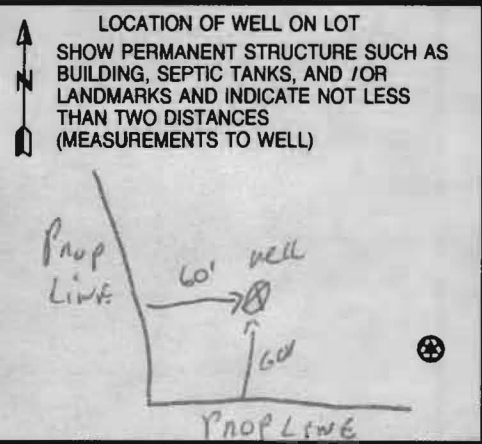 LOCATION OF WELL ON LOT
SHOW PERMANENT STRUCTURE SUCH AS
BUILDING, SEPTIC TANKS, AND / OR
LANDMARKS AND INDICATE NOT LESS
THAN TWO DISTANCES
(MEASUREMENTS TO WELL)
N
Prop
Line
60'
well
60'
PROP LINE